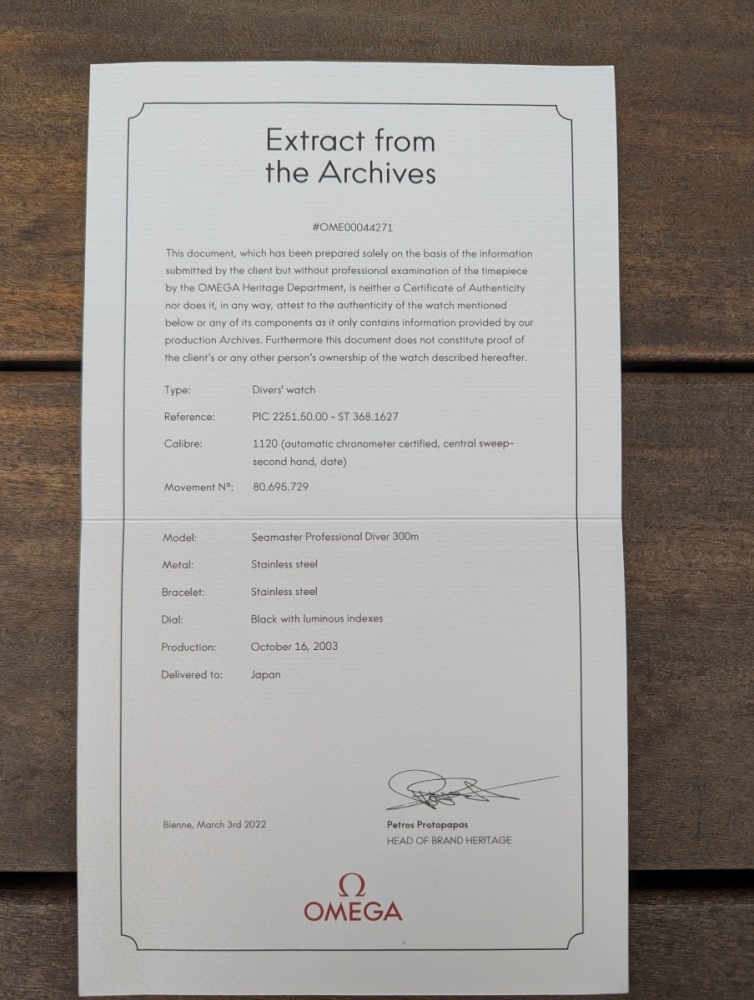 Extract from
the Archives
#OME00044271
This document, which has been prepared solely on the basis of the information
submitted by the client but without professional examination of the timepiece
by the OMEGA Heritage Department, is neither a Certificate of Authenticity
nor does it, in any way, attest to the authenticity of the watch mentioned
below or any of its components as it only contains information provided by our
production Archives. Furthermore this document does not constitute proof of
the client's or any other person's ownership of the watch described hereafter.
Type: Divers' watch
Reference: PIC 2251.50.00 - ST 368.1627
Calibre: 1120 (automatic chronometer certified, central sweep-
second hand, date)
Movement Nº: 80.695.729
Model: Seamaster Professional Diver 300m
Metal: Stainless steel
Bracelet: Stainless steel
Dial: Black with luminous indexes
Production: October 16, 2003
Delivered to: Japan
Bienne, March 3rd 2022 Petros Protopapas
HEAD OF BRAND HERITAGE
Ω
OMEGA